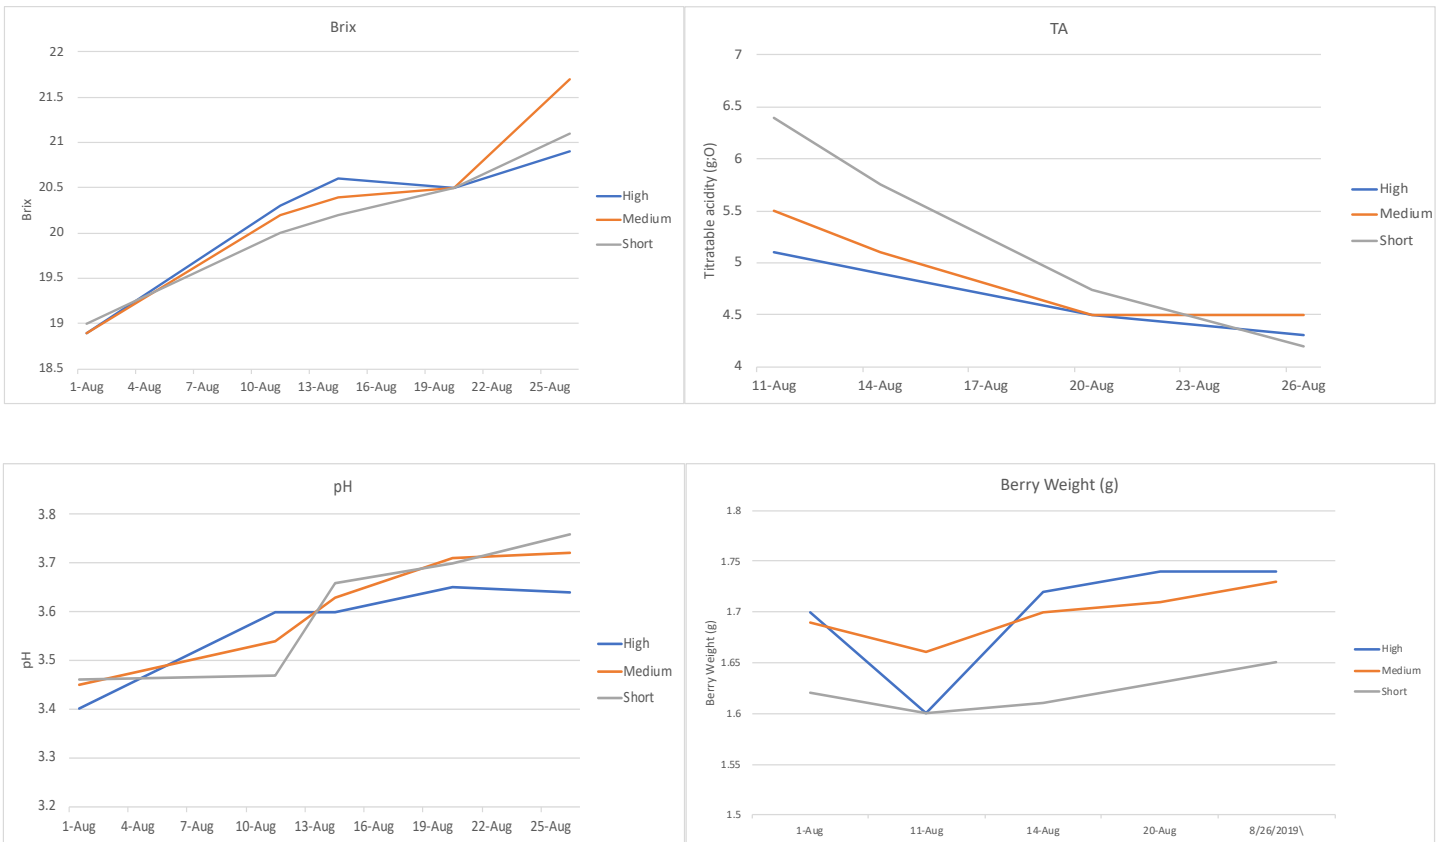 Brix
22
21.5
21
20.5
20
19.5
19
18.5
Brix
1-Aug 4-Aug 7-Aug 10-Aug 13-Aug 16-Aug 19-Aug 22-Aug 25-Aug
High
Medium
Short
TA
7
6.5
6
5.5
5
4.5
4
Titratable acidity (g;O)
11-Aug 14-Aug 17-Aug 20-Aug 23-Aug 26-Aug
High
Medium
Short
pH
3.8
3.7
3.6
3.5
3.4
3.3
3.2
pH
1-Aug 4-Aug 7-Aug 10-Aug 13-Aug 16-Aug 19-Aug 22-Aug 25-Aug
High
Medium
Short
Berry Weight (g)
1.8
1.75
1.7
1.65
1.6
1.55
1.5
Berry Weight (g)
1-Aug 11-Aug 14-Aug 20-Aug 8/26/2019\
High
Medium
Short